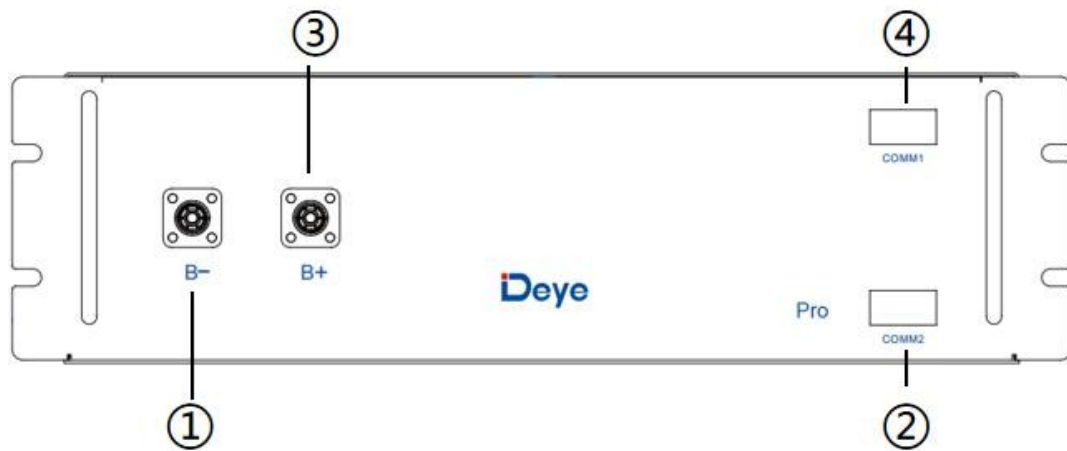 ③ ④
COMM1
B− B+
Deye
Pro
COMM2
① ②